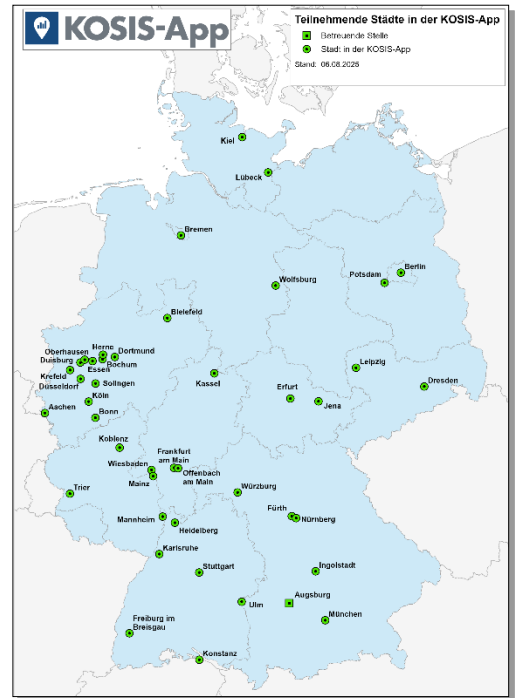 KOSIS-App
Teilnehmende Städte in der KOSIS-App
Betreuende Stelle
Stadt in der KOSIS-App
Stand: 06.08.2025
Kiel
Lübeck
Bremen
Wolfsburg
Potsdam
Berlin
Bielefeld
Oberhausen
Herne
Dortmund
Duisburg
Bochum
Essen
Krefeld
Düsseldorf
Solingen
Kassel
Leipzig
Dresden
Erfurt
Jena
Köln
Aachen
Bonn
Koblenz
Frankfurt
am Main
Wiesbaden
Offenbach
am Main
Mainz
Trier
Würzburg
Mannheim
Heidelberg
Fürth
Nürnberg
Karlsruhe
Stuttgart
Ingolstadt
Ulm
Augsburg
München
Freiburg im
Breisgau
Konstanz